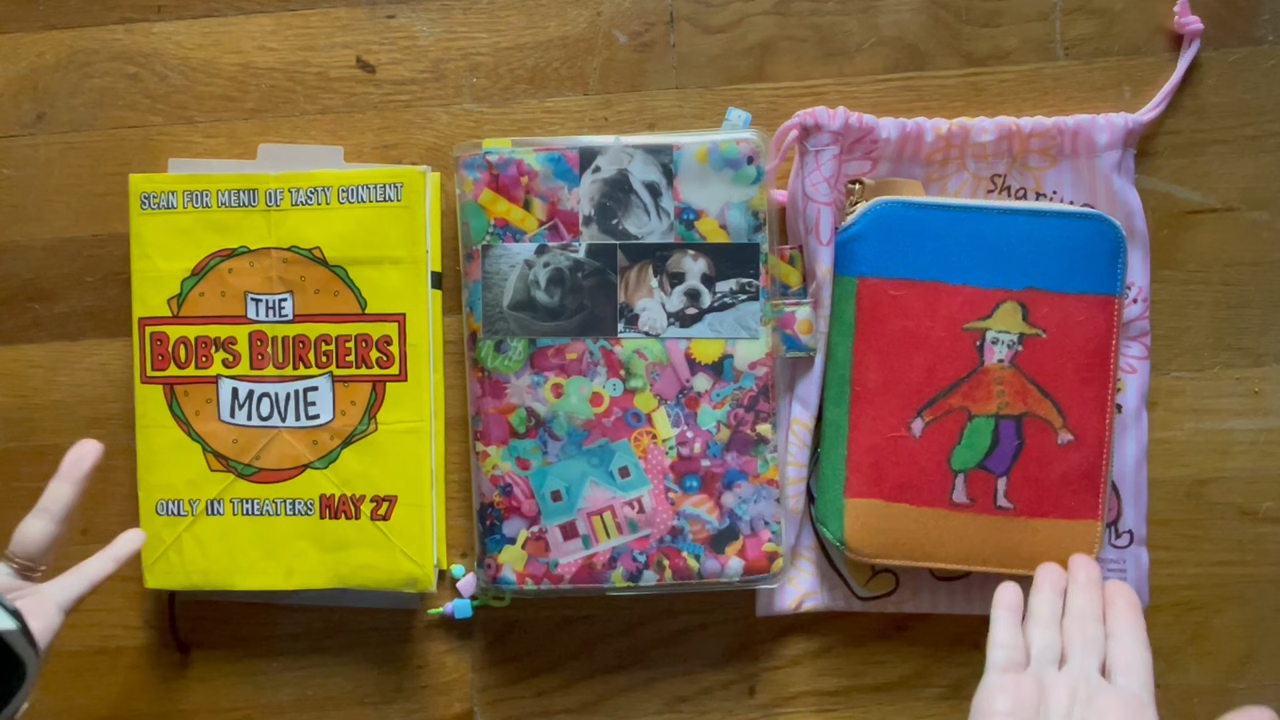 SCAN FOR MENU OF TASTY CONTENT
THE
BOB'S BURGERS
MOVIE
ONLY IN THEATERS MAY 27